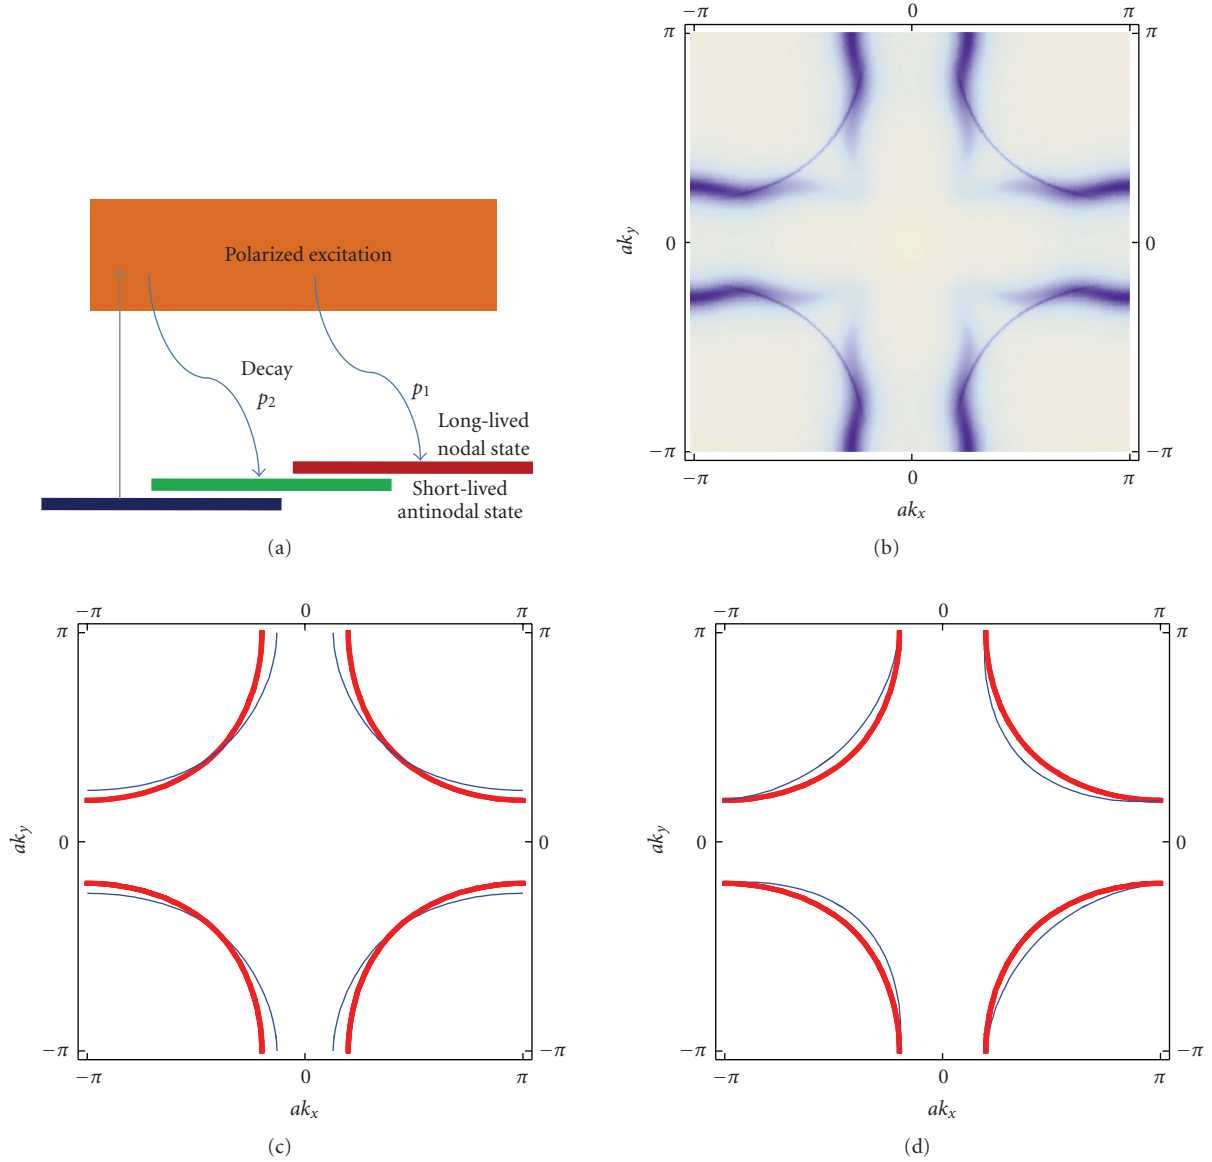 Polarized excitation
Decay
p2
p1
Long-lived
nodal state
Short-lived
antinodal state
(a)
0 π
π π
aky
0 0
−π −π
−π 0 π
akx
(b)
−π 0
π π
aky
0 0
−π −π
−π 0 π
akx
(c)
−π 0 π
π π
aky
0 0
−π −π
−π 0 π
akx
(d)
−π
π